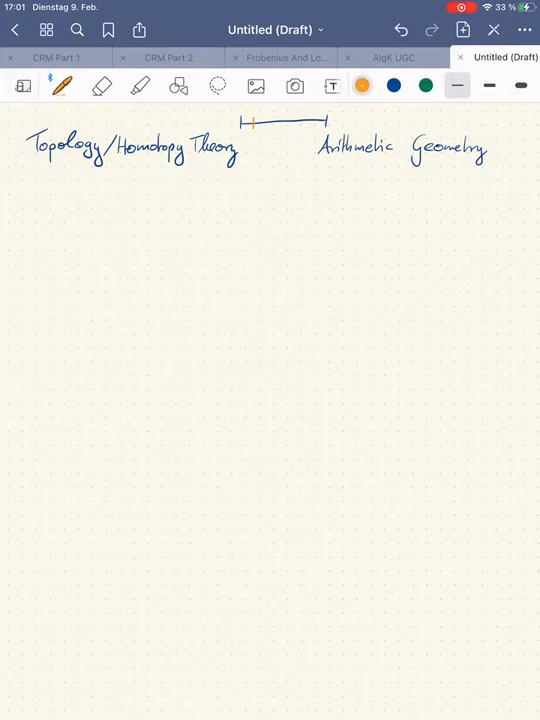 17:01 Dienstag 9. Feb. 33 %
Untitled (Draft)
CRM Part 1 CRM Part 2 Frobenius And Lo... AlgK UGC Untitled (Draft)
T
Topology/Homotopy Theory Arithmetic Geometry